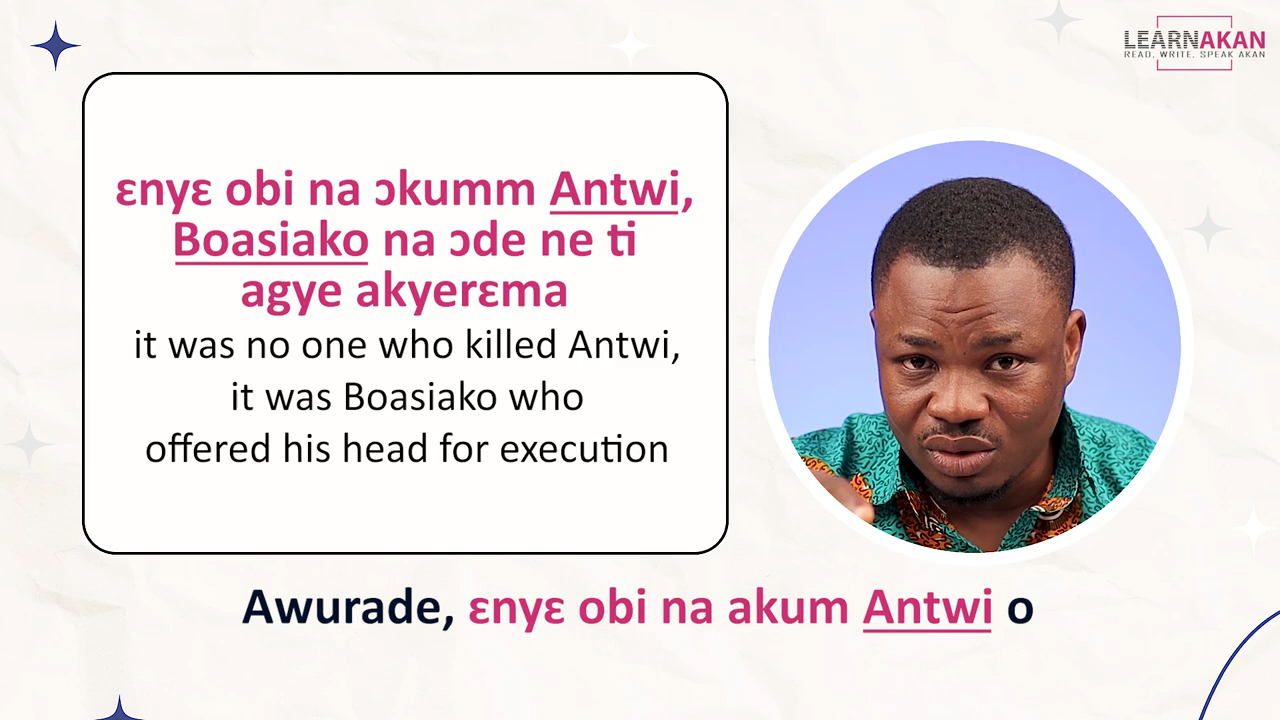 LEARNAKAN
READ. WRITE. SPEAK AKAN
ɛnyɛ obi na ɔkumm Antwi,
Boasiako na ɔde ne ti
agye akyerɛma
it was no one who killed Antwi,
it was Boasiako who
offered his head for execution
Awurade, ɛnyɛ obi na akum Antwi o